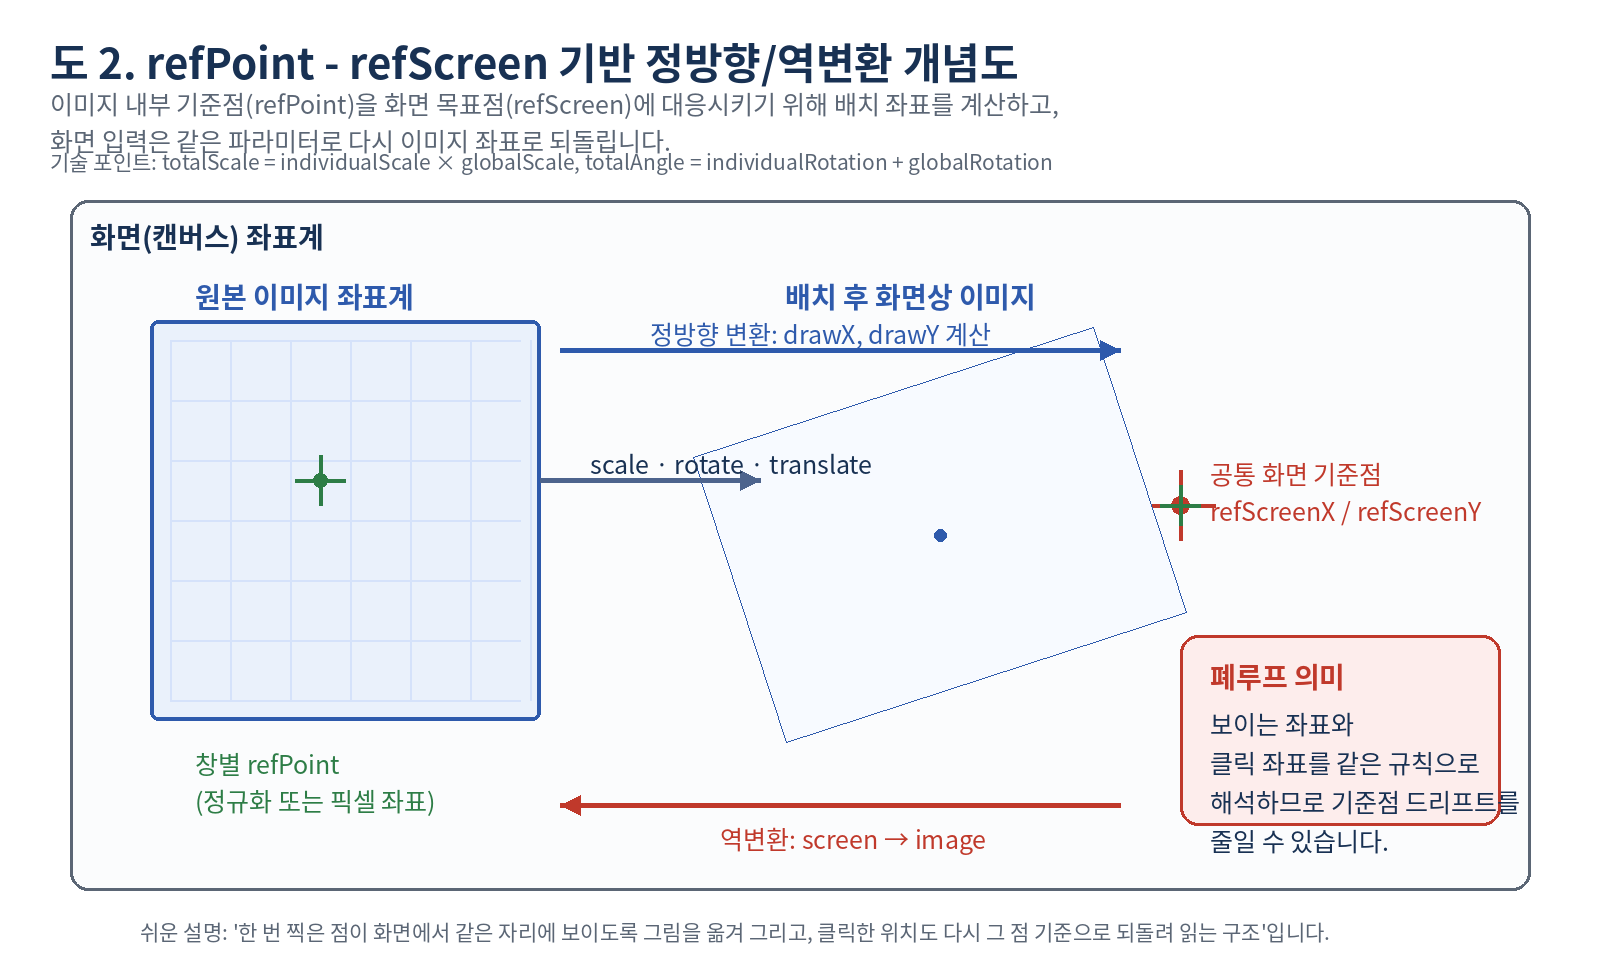 도 2. refPoint - refScreen 기반 정방향/역변환 개념도
이미지 내부 기준점(refPoint)을 화면 목표점(refScreen)에 대응시키기 위해 배치 좌표를 계산하고,
화면 입력은 같은 파라미터로 다시 이미지 좌표로 되돌립니다.
기술 포인트: totalScale = individualScale × globalScale, totalAngle = individualRotation + globalRotation
화면(캔버스) 좌표계
원본 이미지 좌표계
배치 후 화면상 이미지
정방향 변환: drawX, drawY 계산
scale · rotate · translate
공통 화면 기준점
refScreenX / refScreenY
창별 refPoint
(정규화 또는 픽셀 좌표)
역변환: screen → image
폐루프 의미
보이는 좌표와
클릭 좌표를 같은 규칙으로
해석하므로 기준점 드리프트를
줄일 수 있습니다.
쉬운 설명: '한 번 찍은 점이 화면에서 같은 자리에 보이도록 그림을 옮겨 그리고, 클릭한 위치도 다시 그 점 기준으로 되돌려 읽는 구조'입니다.